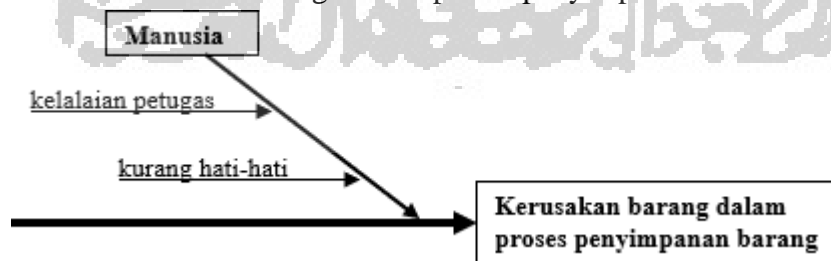 Manusia
kelalaian petugas
kurang hati-hati
Kerusakan barang dalam
proses penyimpanan barang